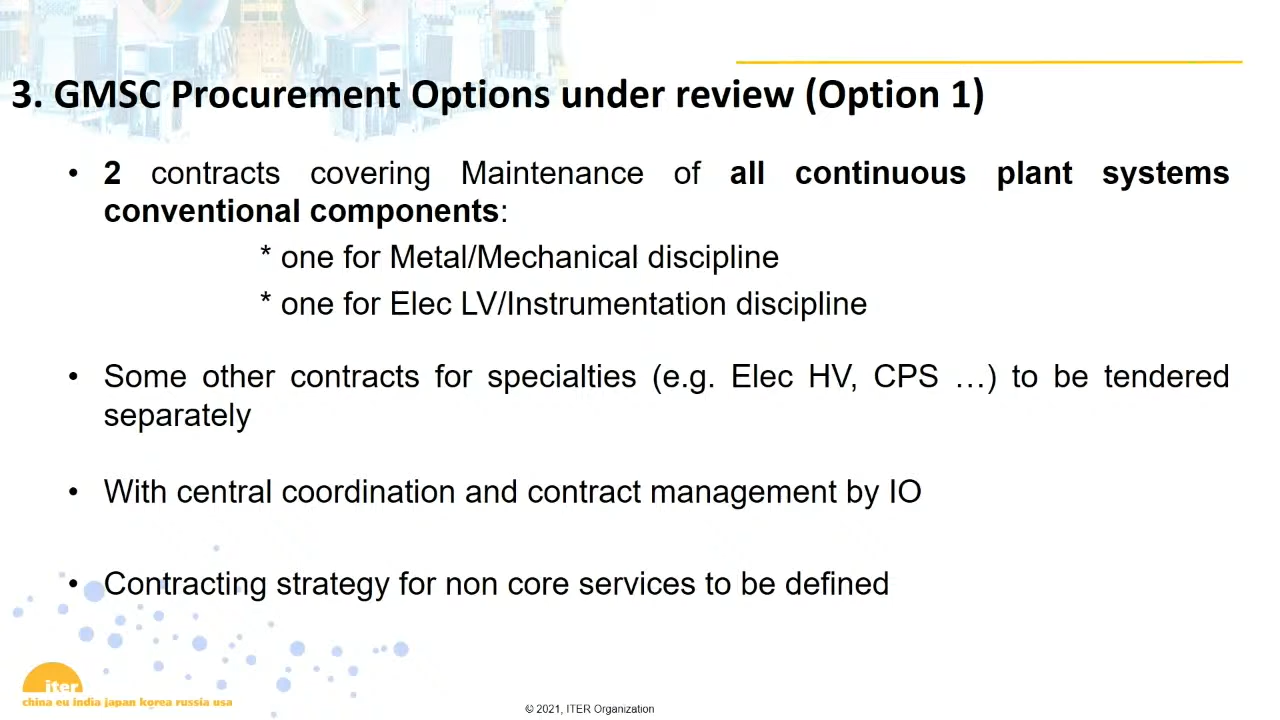 3. GMSC Procurement Options under review (Option 1)
• 2 contracts covering Maintenance of all continuous plant systems
conventional components:
* one for Metal/Mechanical discipline
* one for Elec LV/Instrumentation discipline
• Some other contracts for specialties (e.g. Elec HV, CPS …) to be tendered
separately
• With central coordination and contract management by IO
• Contracting strategy for non core services to be defined
iter
china eu india japan korea russia usa
© 2021, ITER Organization